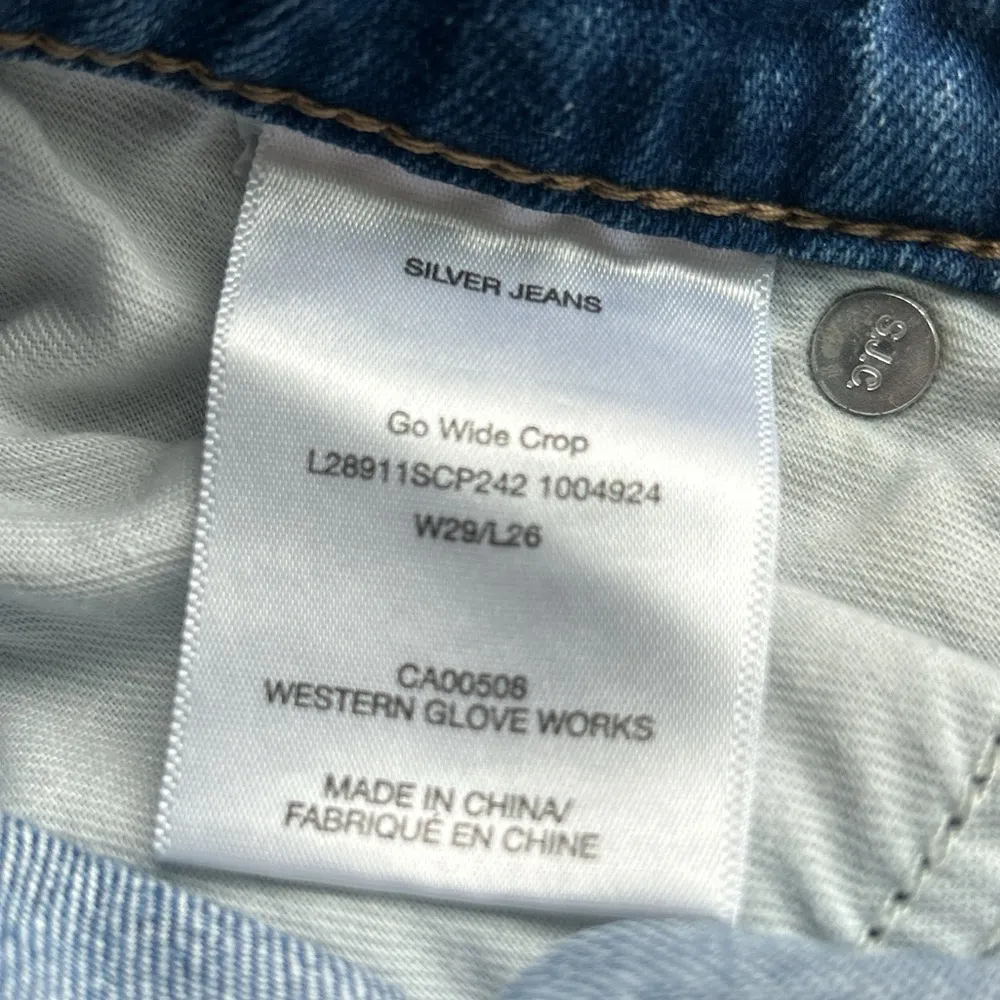 SILVER JEANS
S.J.C.
Go Wide Crop
L28911SCP242 1004924
W29/L26
CA00508
WESTERN GLOVE WORKS
MADE IN CHINA/
FABRIQUÉ EN CHINE